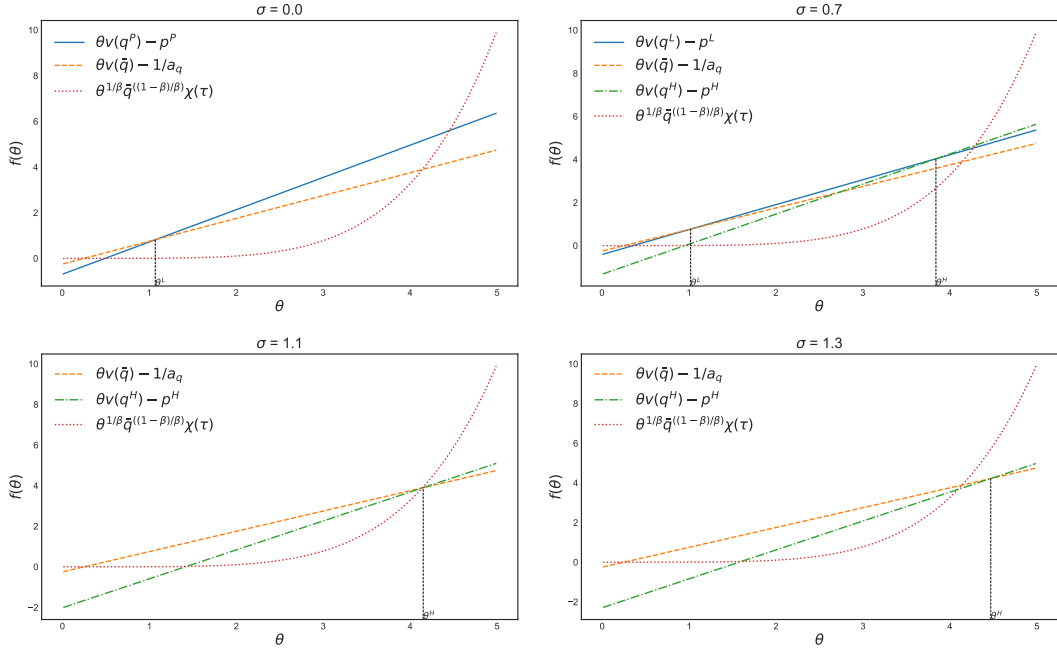 σ = 0.0
10
8
6
4
2
0
f(θ)
θv(q^P) − p^P
θv(q̄) − 1/a_q
θ^{1/β}q̄^{((1−β)/β)}χ(τ)
θ^L
0 1 2 3 4 5
θ
σ = 0.7
10
8
6
4
2
0
f(θ)
θv(q^L) − p^L
θv(q̄) − 1/a_q
θv(q^H) − p^H
θ^{1/β}q̄^{((1−β)/β)}χ(τ)
θ^L θ^H
0 1 2 3 4 5
θ
σ = 1.1
10
8
6
4
2
0
−2
f(θ)
θv(q̄) − 1/a_q
θv(q^H) − p^H
θ^{1/β}q̄^{((1−β)/β)}χ(τ)
θ^H
0 1 2 3 4 5
θ
σ = 1.3
10
8
6
4
2
0
−2
f(θ)
θv(q̄) − 1/a_q
θv(q^H) − p^H
θ^{1/β}q̄^{((1−β)/β)}χ(τ)
θ^H
0 1 2 3 4 5
θ